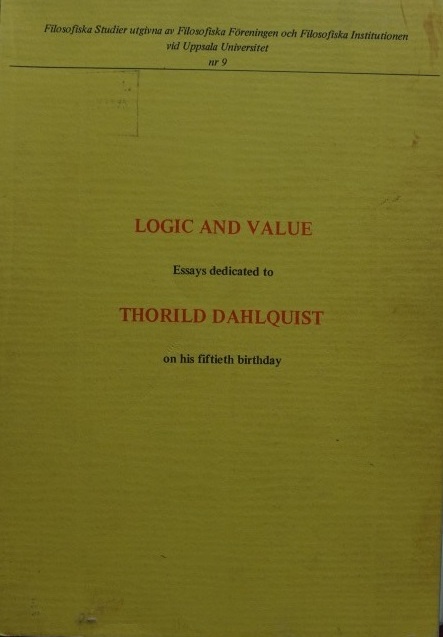 Filosofiska Studier utgivna av Filosofiska Föreningen och Filosofiska Institutionen
vid Uppsala Universitet
nr 9
LOGIC AND VALUE
Essays dedicated to
THORILD DAHLQUIST
on his fiftieth birthday